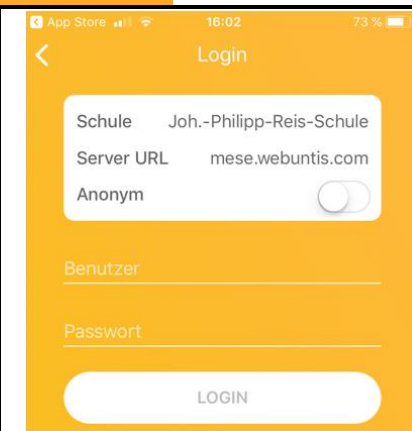 App Store 16:02 73 %
Login
Schule Joh.-Philipp-Reis-Schule
Server URL mese.webuntis.com
Anonym
Benutzer
Passwort
LOGIN